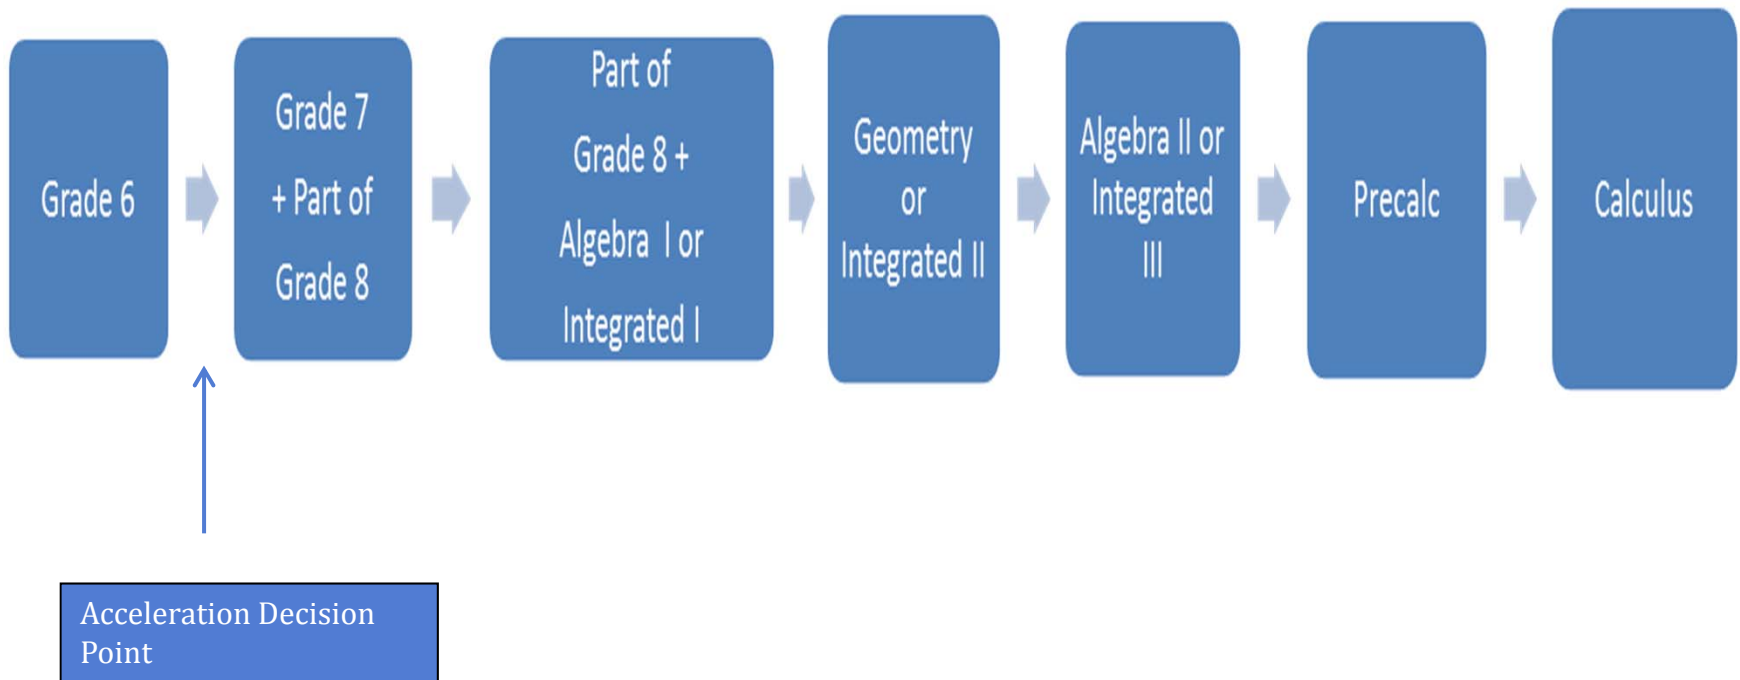 Grade 6
Grade 7
+ Part of
Grade 8
Part of
Grade 8 +
Algebra I or
Integrated I
Geometry
or
Integrated II
Algebra II or
Integrated
III
Precalc
Calculus
Acceleration Decision
Point